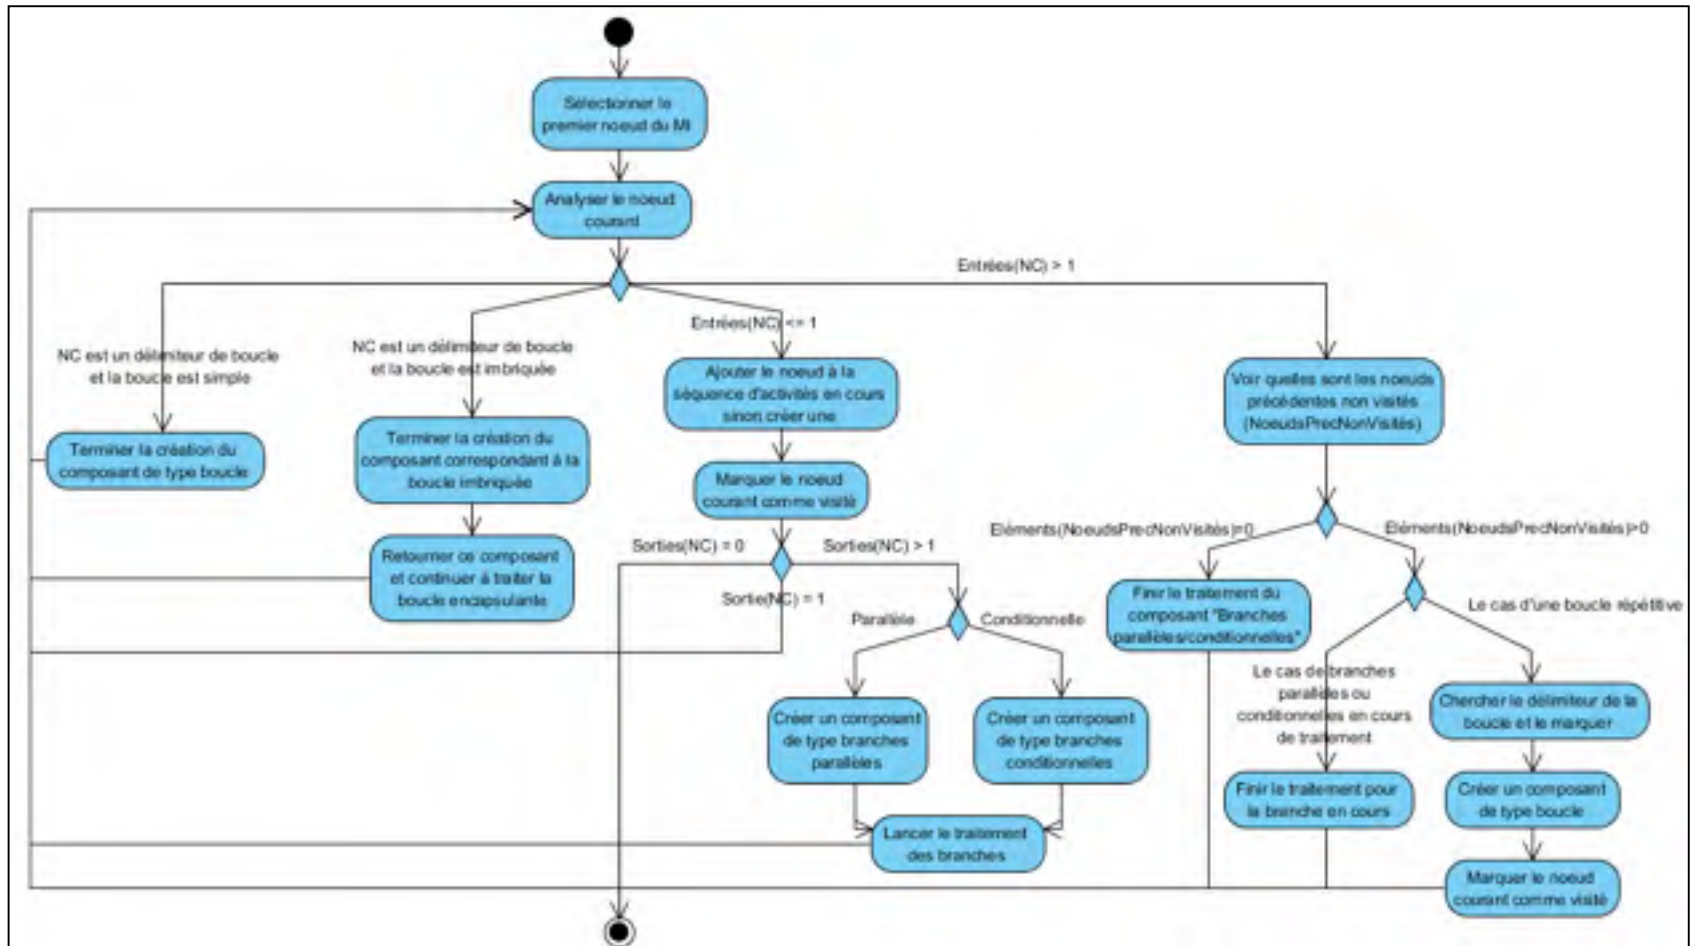 Sélectionner le
premier noeud du MI
Analyser le noeud
courant
Entrées(NC) > 1
NC est un délimiteur de boucle
et la boucle est simple
NC est un délimiteur de boucle
et la boucle est imbriquée
Entrées(NC) <= 1
Terminer la création du
composant de type boucle
Terminer la création du
composant correspondant à la
boucle imbriquée
Retourner ce composant
et continuer à traiter la
boucle encapsulante
Ajouter le noeud à la
séquence d'activités en cours
sinon créer une
Marquer le noeud
courant comme visité
Sorties(NC) = 0
Sorties(NC) > 1
Sortie(NC) = 1
Parallèle
Conditionnelle
Créer un composant
de type branches
parallèles
Créer un composant
de type branches
conditionnelles
Lancer le traitement
des branches
Voir quelles sont les noeuds
précédentes non visités
(NoeudsPrecNonVisités)
Eléments(NoeudsPrecNonVisités)=0
Eléments(NoeudsPrecNonVisités)>0
Finir le traitement du
composant "Branches
parallèles/conditionnelles"
Le cas d'une boucle répétitive
Le cas de branches
parallèles ou
conditionnelles en cours
de traitement
Finir le traitement pour
la branche en cours
Chercher le délimiteur de la
boucle et le marquer
Créer un composant
de type boucle
Marquer le noeud
courant comme visité